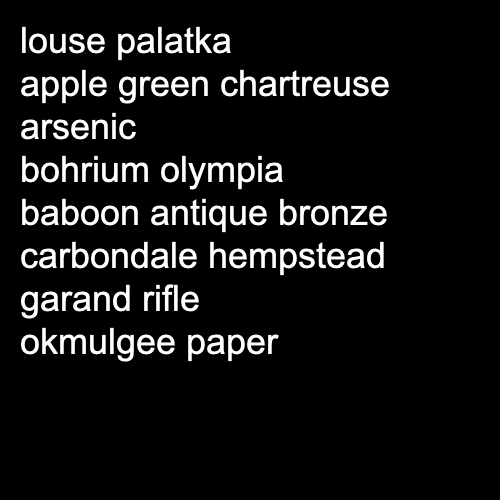 louse palatka
apple green chartreuse
arsenic
bohrium olympia
baboon antique bronze
carbondale hempstead
garand rifle
okmulgee paper